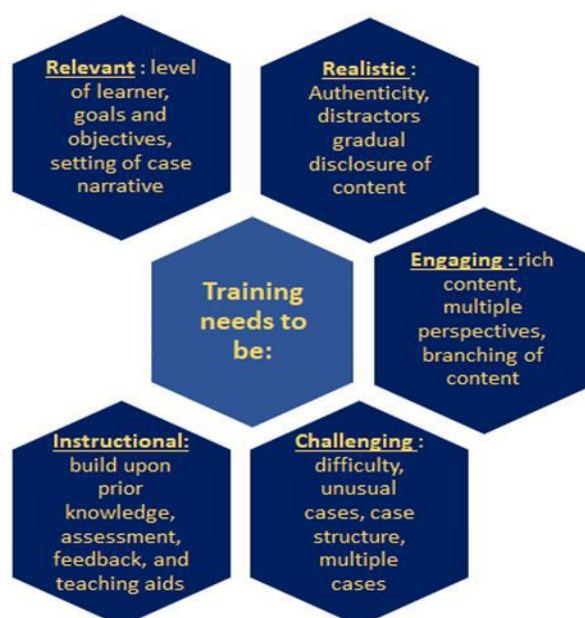 Relevant : level
of learner,
goals and
objectives,
setting of case
narrative
Realistic :
Authenticity,
distractors
gradual
disclosure of
content
Training
needs to
be:
Engaging : rich
content,
multiple
perspectives,
branching of
content
Instructional:
build upon
prior
knowledge,
assessment,
feedback, and
teaching aids
Challenging :
difficulty,
unusual
cases, case
structure,
multiple
cases